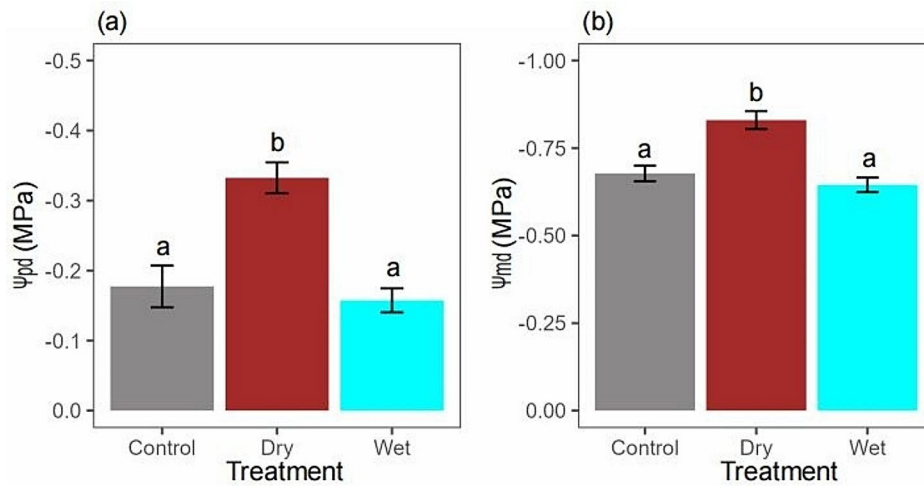 (a)
Ψpd (MPa)
-0.5
-0.4
-0.3
-0.2
-0.1
0.0
a
b
a
Control Dry Wet
Treatment
(b)
Ψmd (MPa)
-1.00
-0.75
-0.50
-0.25
0.00
a
b
a
Control Dry Wet
Treatment